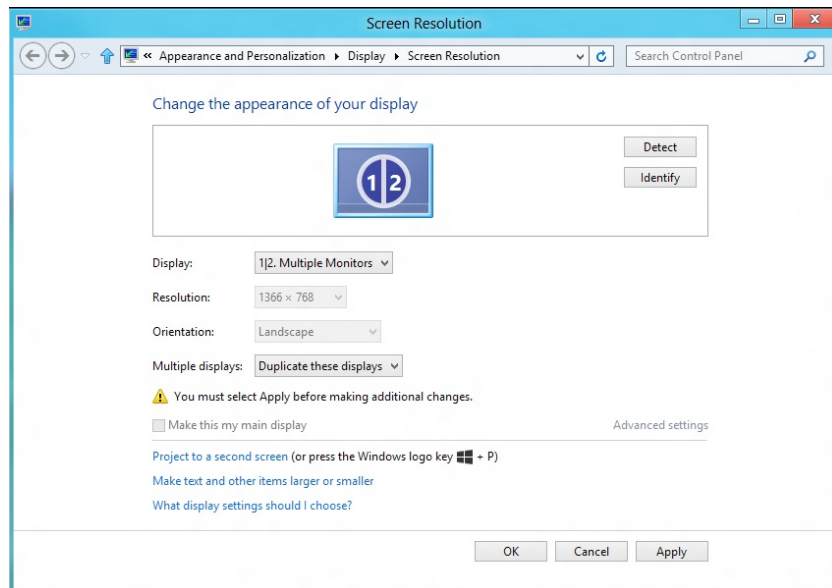 Screen Resolution
« Appearance and Personalization Display Screen Resolution Search Control Panel
Change the appearance of your display
Detect
1 2
Identify
Display: 1|2. Multiple Monitors
Resolution: 1366 × 768
Orientation: Landscape
Multiple displays: Duplicate these displays
You must select Apply before making additional changes.
Make this my main display Advanced settings
Project to a second screen (or press the Windows logo key + P)
Make text and other items larger or smaller
What display settings should I choose?
OK Cancel Apply